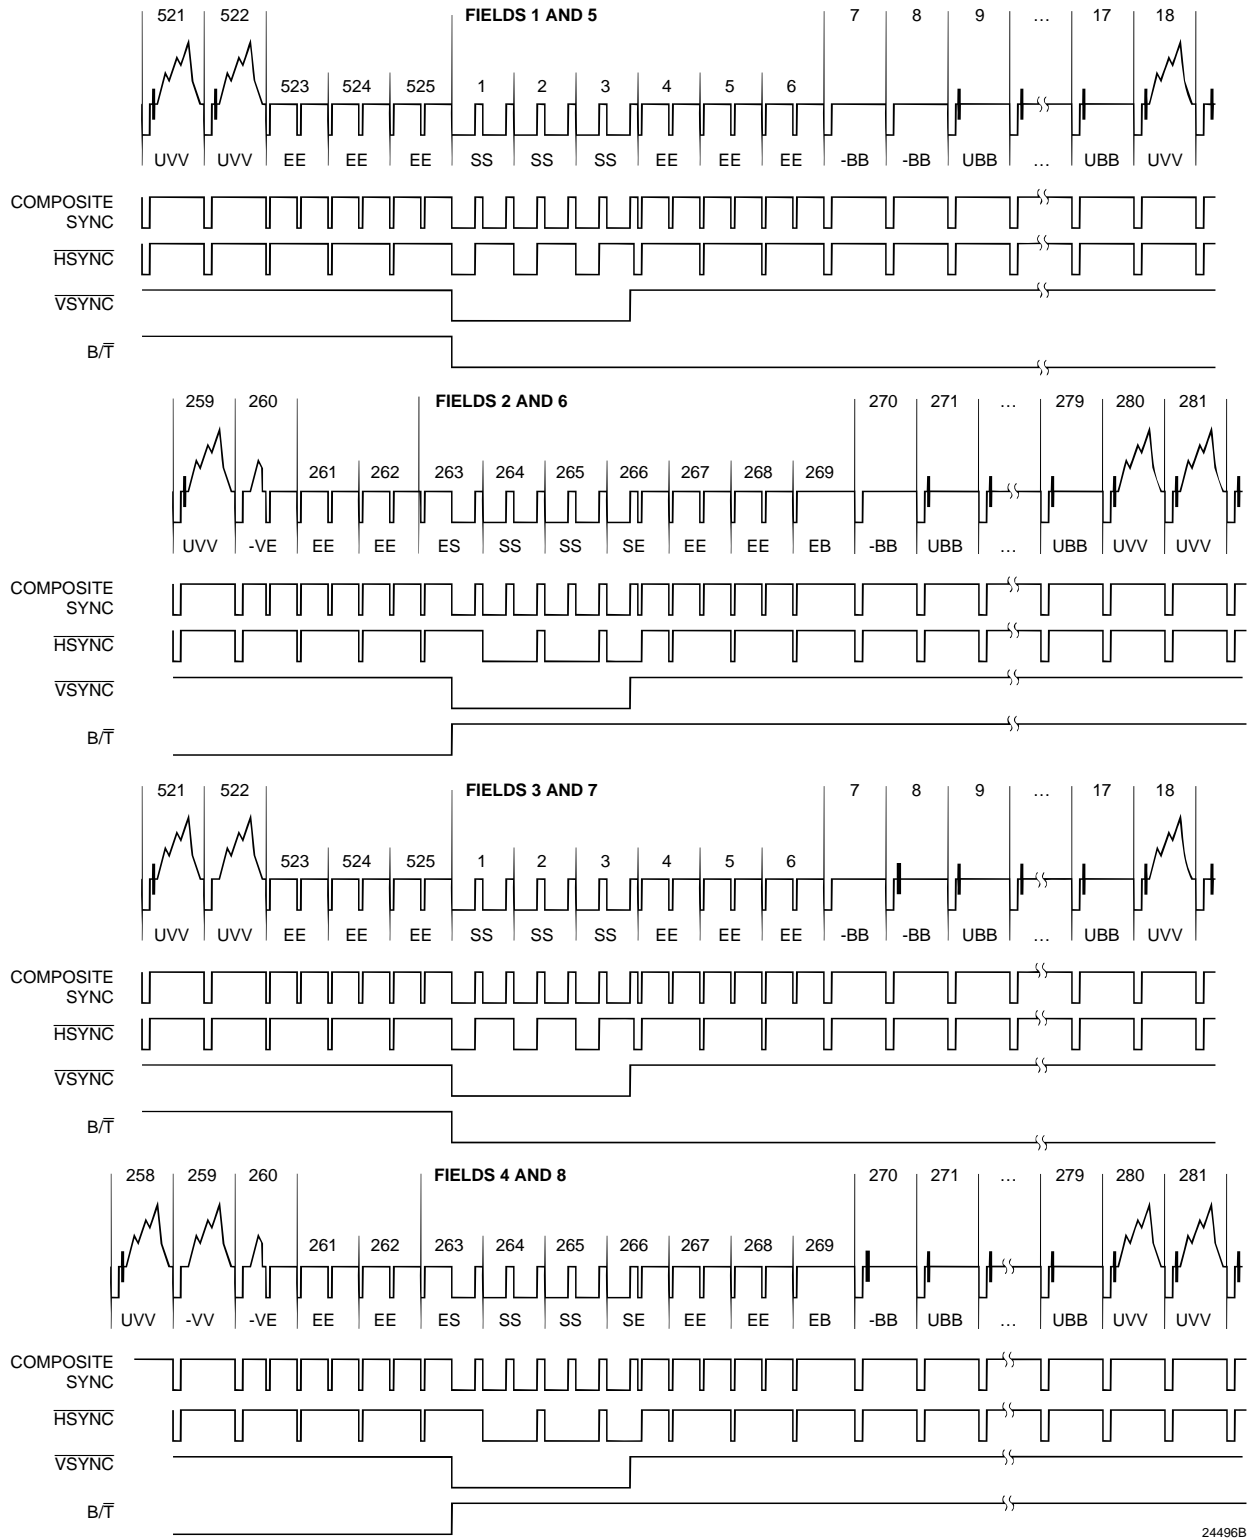 521 522 FIELDS 1 AND 5 7 8 9 ... 17 18
523 524 525 1 2 3 4 5 6
UVV UVV EE EE EE SS SS SS EE EE EE -BB -BB UBB ... UBB UVV
COMPOSITE
SYNC
HSYNC
VSYNC
B/T
259 260 FIELDS 2 AND 6 270 271 ... 279 280 281
261 262 263 264 265 266 267 268 269
UVV -VE EE EE ES SS SS SE EE EE EB -BB UBB ... UBB UVV UVV
COMPOSITE
SYNC
HSYNC
VSYNC
B/T
521 522 FIELDS 3 AND 7 7 8 9 ... 17 18
523 524 525 1 2 3 4 5 6
UVV UVV EE EE EE SS SS SS EE EE EE -BB -BB UBB ... UBB UVV
COMPOSITE
SYNC
HSYNC
VSYNC
B/T
258 259 260 FIELDS 4 AND 8 270 271 ... 279 280 281
261 262 263 264 265 266 267 268 269
UVV -VV -VE EE EE ES SS SS SE EE EE EB -BB UBB ... UBB UVV UVV
COMPOSITE
SYNC
HSYNC
VSYNC
B/T
24496B